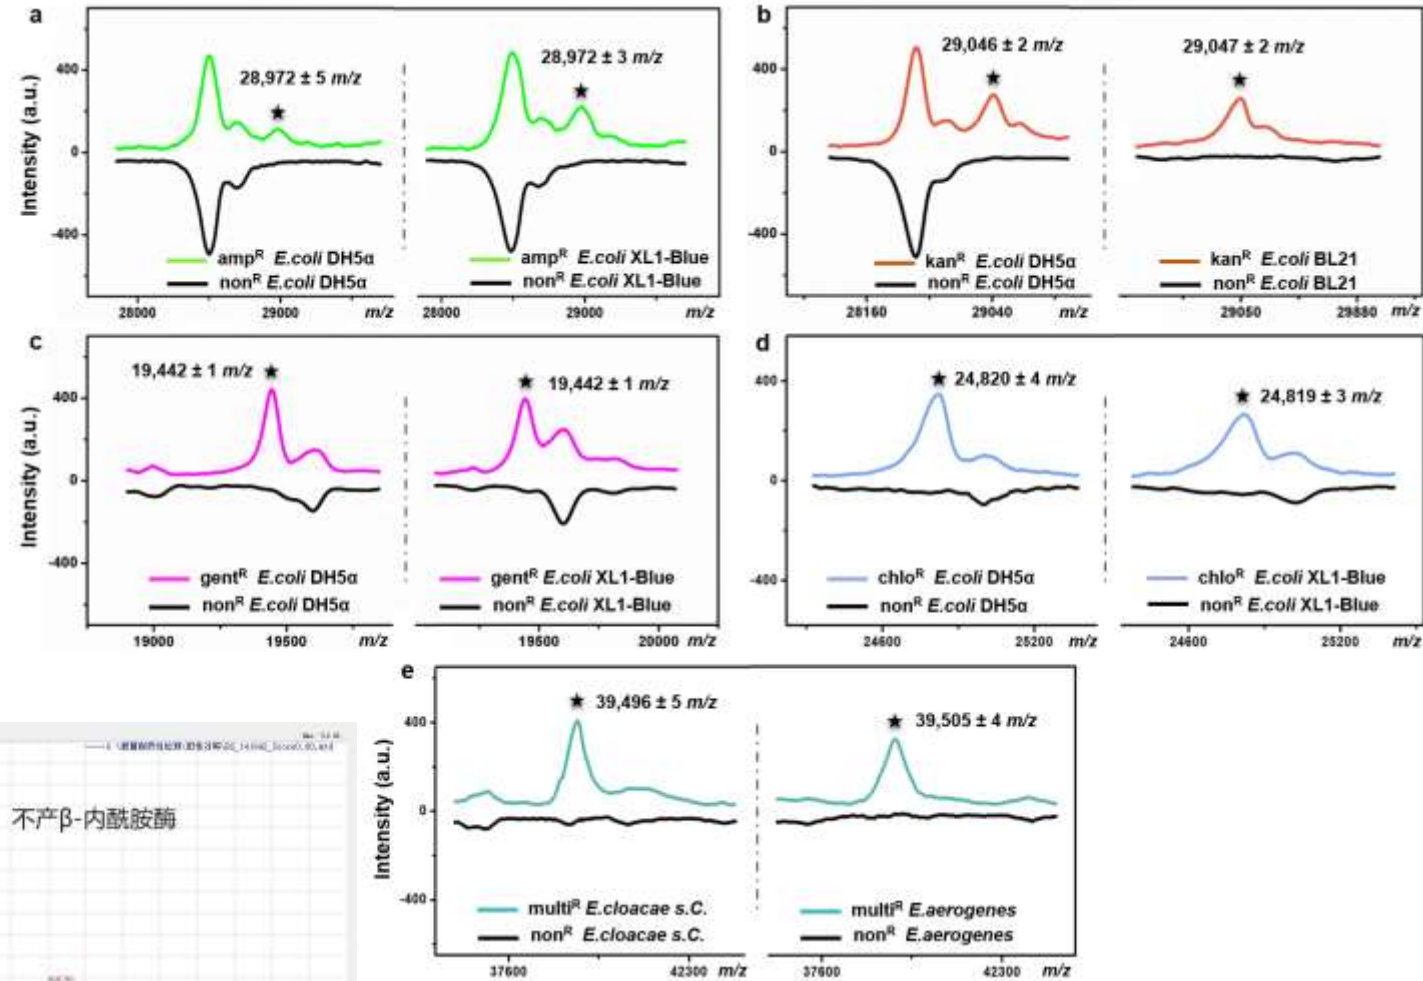 a
28,972 ± 5 m/z
28,972 ± 3 m/z
Intensity (a.u.)
400
0
-400
ampᴿ E.coli DH5α
nonᴿ E.coli DH5α
ampᴿ E.coli XL1-Blue
nonᴿ E.coli XL1-Blue
28000 29000 m/z
28000 29000 m/z
b
29,046 ± 2 m/z
29,047 ± 2 m/z
400
0
-400
kanᴿ E.coli DH5α
nonᴿ E.coli DH5α
kanᴿ E.coli BL21
nonᴿ E.coli BL21
28160 29040 m/z
29050 29880 m/z
c
19,442 ± 1 m/z
19,442 ± 1 m/z
Intensity (a.u.)
400
0
-400
gentᴿ E.coli DH5α
nonᴿ E.coli DH5α
gentᴿ E.coli XL1-Blue
nonᴿ E.coli XL1-Blue
19000 19500 m/z
19500 20000 m/z
d
24,820 ± 4 m/z
24,819 ± 3 m/z
400
0
-400
chloᴿ E.coli DH5α
nonᴿ E.coli DH5α
chloᴿ E.coli XL1-Blue
nonᴿ E.coli XL1-Blue
24600 25200 m/z
24600 25200 m/z
e
39,496 ± 5 m/z
39,505 ± 4 m/z
Intensity (a.u.)
400
0
-400
multiᴿ E.cloacae s.C.
nonᴿ E.cloacae s.C.
multiᴿ E.aerogenes
nonᴿ E.aerogenes
37600 42300 m/z
37600 42300 m/z
不产β-内酰胺酶